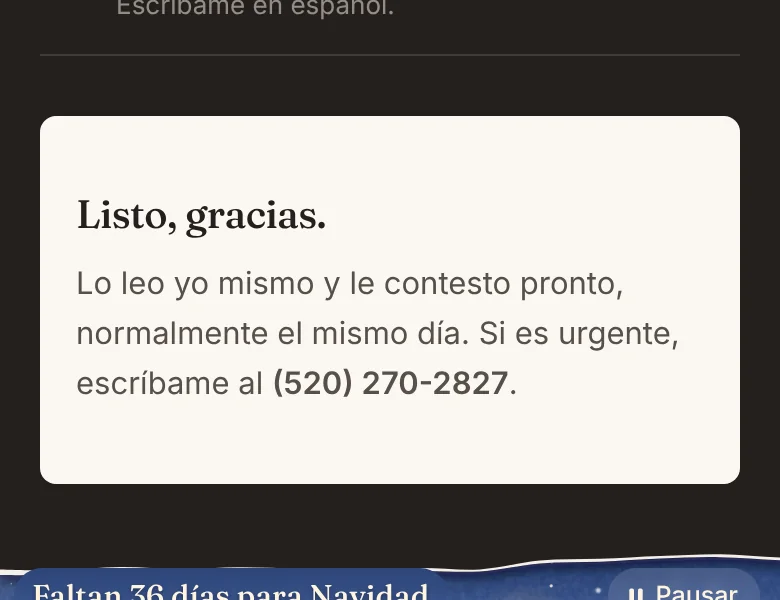 Escríbame en español.
Listo, gracias.
Lo leo yo mismo y le contesto pronto,
normalmente el mismo día. Si es urgente,
escríbame al (520) 270-2827.
Faltan 36 días para Navidad
Pausar